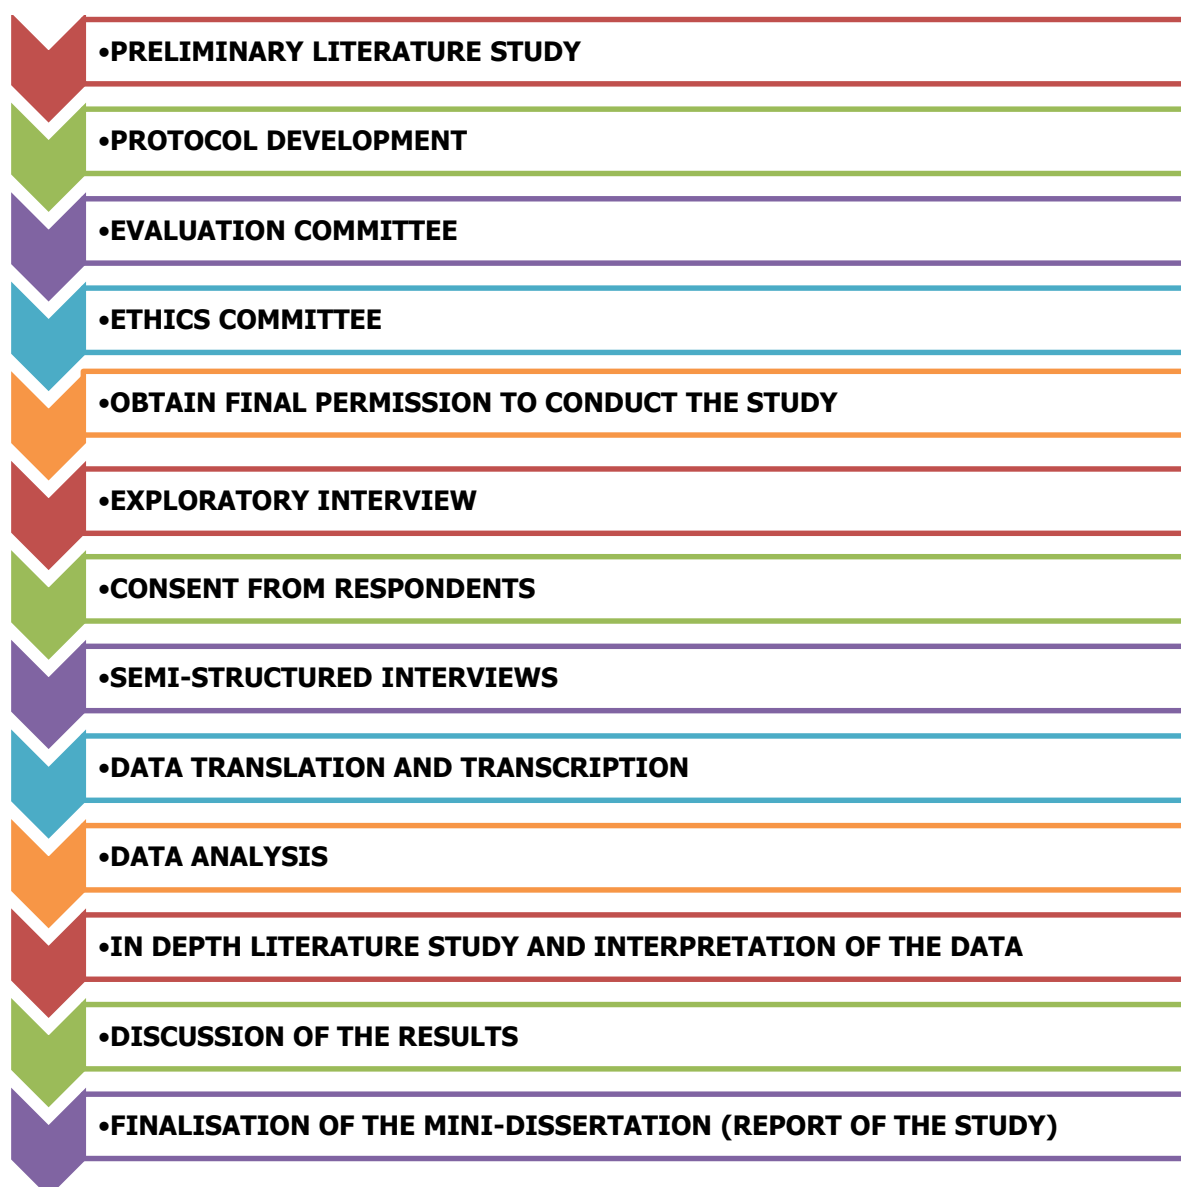 •PRELIMINARY LITERATURE STUDY
•PROTOCOL DEVELOPMENT
•EVALUATION COMMITTEE
•ETHICS COMMITTEE
•OBTAIN FINAL PERMISSION TO CONDUCT THE STUDY
•EXPLORATORY INTERVIEW
•CONSENT FROM RESPONDENTS
•SEMI-STRUCTURED INTERVIEWS
•DATA TRANSLATION AND TRANSCRIPTION
•DATA ANALYSIS
•IN DEPTH LITERATURE STUDY AND INTERPRETATION OF THE DATA
•DISCUSSION OF THE RESULTS
•FINALISATION OF THE MINI-DISSERTATION (REPORT OF THE STUDY)